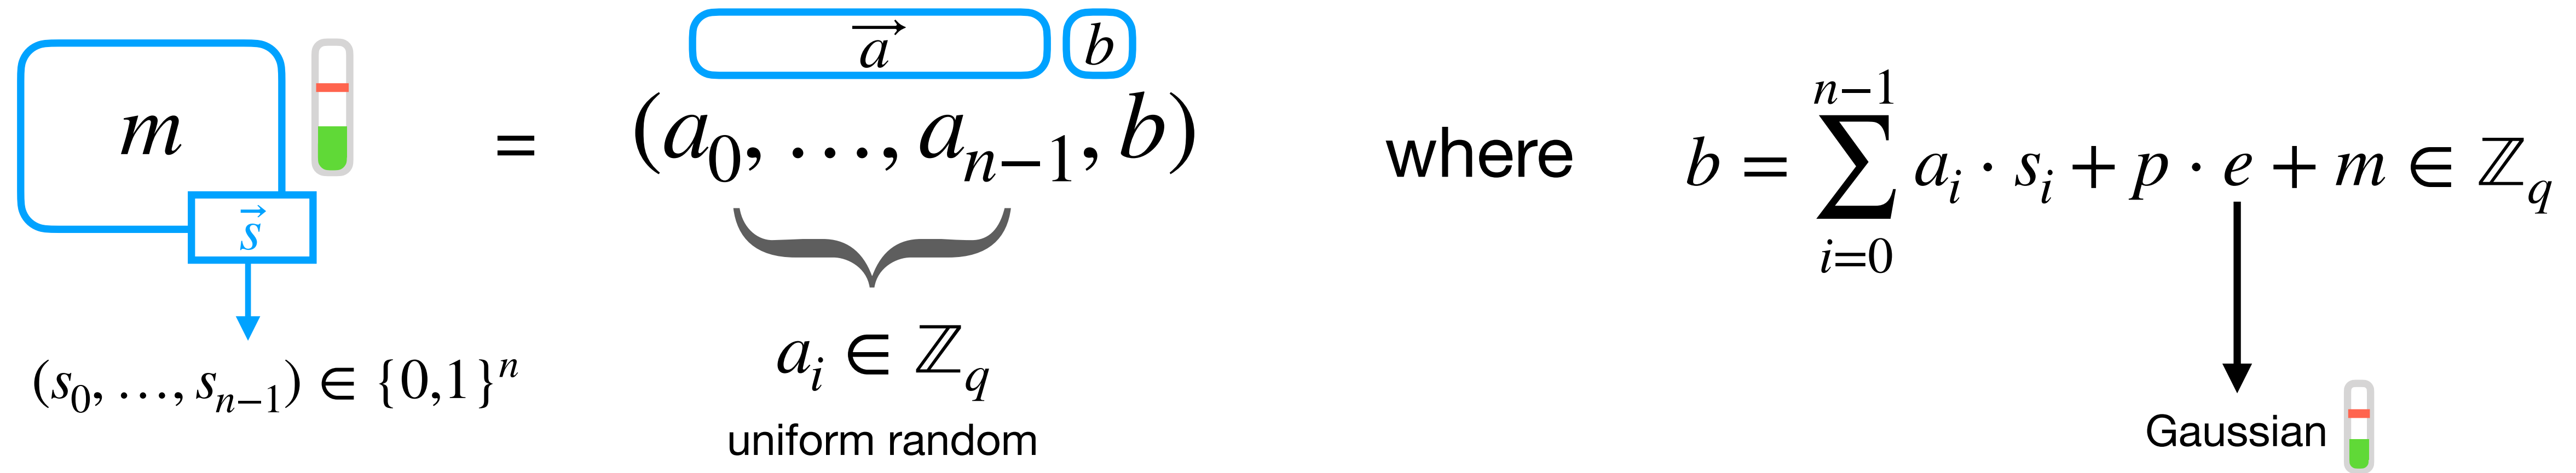 m
s⃗
(s₀, …, sₙ₋₁) ∈ {0,1}ⁿ
=
a⃗ b
(a₀, …, aₙ₋₁, b)
aᵢ ∈ ℤ_q
uniform random
where
b = ∑_{i=0}^{n−1} aᵢ · sᵢ + p · e + m ∈ ℤ_q
Gaussian